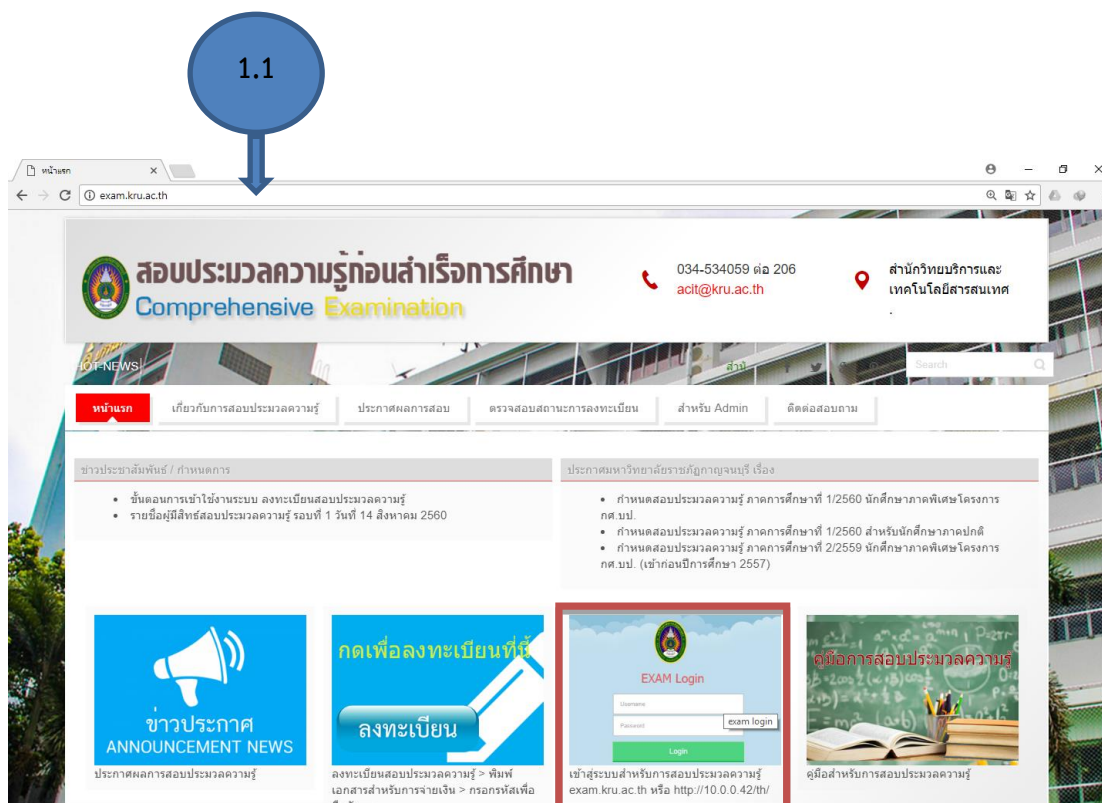 1.1
หน้าแรก
exam.kru.ac.th
สอบประมวลความรู้ก่อนสำเร็จการศึกษา
Comprehensive Examination
034-534059 ต่อ 206
acit@kru.ac.th
สำนักวิทยบริการและ
เทคโนโลยีสารสนเทศ
.
HOT-NEWS
สำนั
Search
หน้าแรก
เกี่ยวกับการสอบประมวลความรู้
ประกาศผลการสอบ
ตรวจสอบสถานะการลงทะเบียน
สำหรับ Admin
ติดต่อสอบถาม
ข่าวประชาสัมพันธ์ / กำหนดการ
• ขั้นตอนการเข้าใช้งานระบบ ลงทะเบียนสอบประมวลความรู้
• รายชื่อผู้มีสิทธ์สอบประมวลความรู้ รอบที่ 1 วันที่ 14 สิงหาคม 2560
ประกาศมหาวิทยาลัยราชภัฏกาญจนบุรี เรื่อง
• กำหนดสอบประมวลความรู้ ภาคการศึกษาที่ 1/2560 นักศึกษาภาคพิเศษโครงการ
กศ.บป.
• กำหนดสอบประมวลความรู้ ภาคการศึกษาที่ 1/2560 สำหรับนักศึกษาภาคปกติ
• กำหนดสอบประมวลความรู้ ภาคการศึกษาที่ 2/2559 นักศึกษาภาคพิเศษโครงการ
กศ.บป. (เข้าก่อนปีการศึกษา 2557)
ข่าวประกาศ
ANNOUNCEMENT NEWS
ประกาศผลการสอบประมวลความรู้
กดเพื่อลงทะเบียนที่นี่
ลงทะเบียน
ลงทะเบียนสอบประมวลความรู้ > พิมพ์
เอกสารสำหรับการจ่ายเงิน > กรอกรหัสเพื่อ
EXAM Login
Username
Password
exam login
Login
เข้าสู่ระบบสำหรับการสอบประมวลความรู้
exam.kru.ac.th หรือ http://10.0.0.42/th/
คู่มือการสอบประมวลความรู้
คู่มือสำหรับการสอบประมวลความรู้